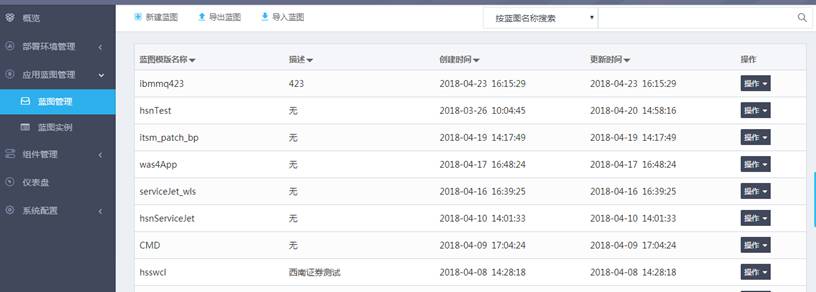 概览
部署环境管理
应用蓝图管理
蓝图管理
蓝图实例
组件管理
仪表盘
系统配置
新建蓝图 导出蓝图 导入蓝图 按蓝图名称搜索
蓝图模版名称 描述 创建时间 更新时间 操作
ibmmq423 423 2018-04-23 16:15:29 2018-04-23 16:15:29 操作
hsnTest 无 2018-03-26 10:04:45 2018-04-20 14:58:16 操作
itsm_patch_bp 无 2018-04-19 14:17:49 2018-04-19 14:17:49 操作
was4App 无 2018-04-17 16:48:24 2018-04-17 16:48:24 操作
serviceJet_wls 无 2018-04-16 16:39:25 2018-04-16 16:39:25 操作
hsnServiceJet 无 2018-04-10 14:01:33 2018-04-10 14:01:33 操作
CMD 无 2018-04-09 17:04:24 2018-04-09 17:04:24 操作
hsswcl 西南证券测试 2018-04-08 14:28:18 2018-04-08 14:28:18 操作